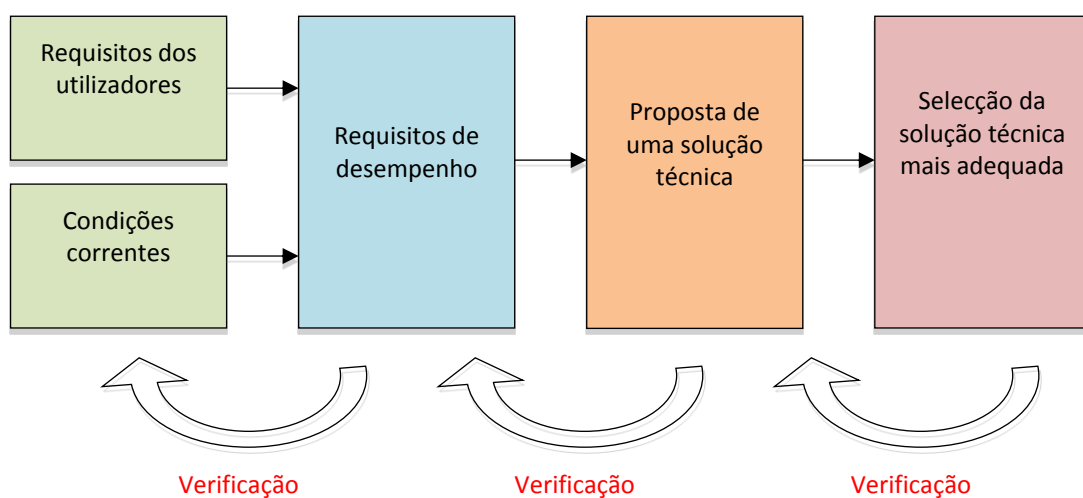 Requisitos dos
utilizadores
Condições
correntes
Requisitos de
desempenho
Proposta de
uma solução
técnica
Selecção da
solução técnica
mais adequada
Verificação
Verificação
Verificação